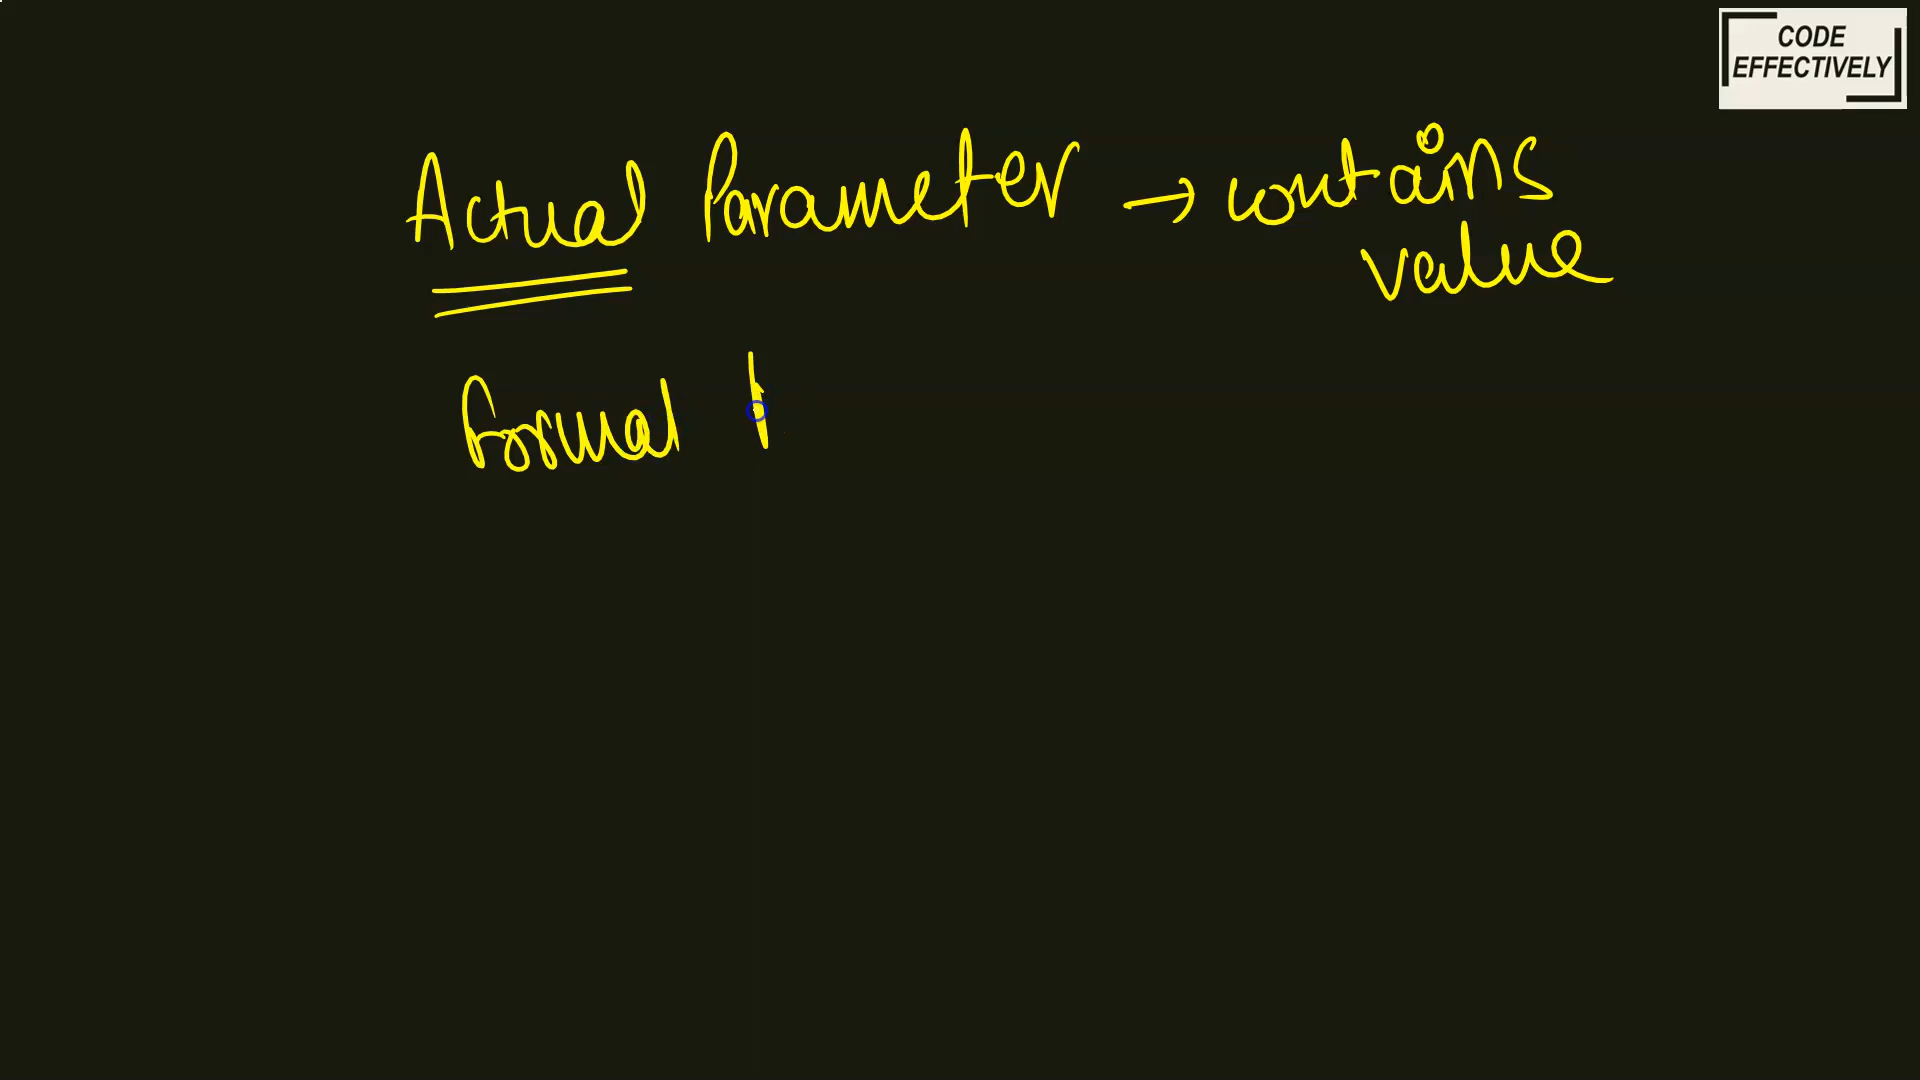 CODE
EFFECTIVELY
Actual Parameter → contains
value
Formal